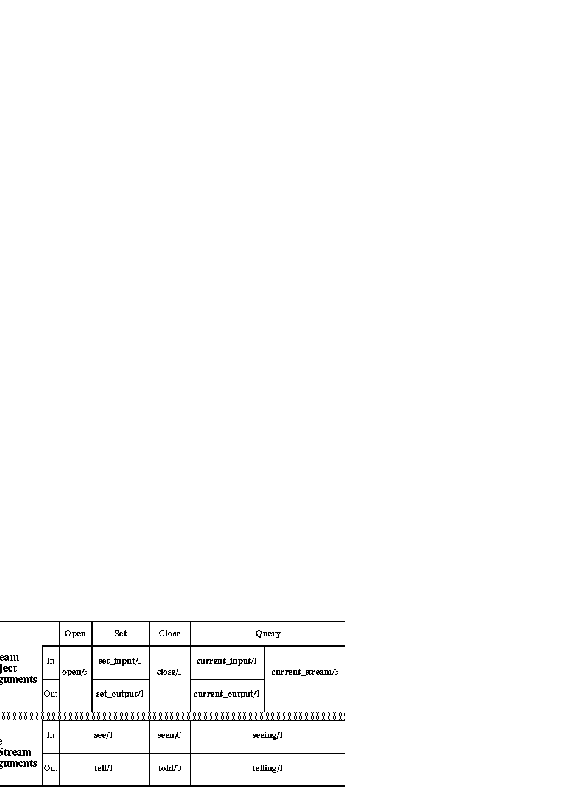 Open Set Close Query
eam
ject
guments
In
open/3
set_input/1
close/1
current_input/1
current_stream/3
Out
set_output/1
current_output/1
e
Stream
guments
In
see/1
seen/0
seeing/1
Out
tell/1
told/0
telling/1